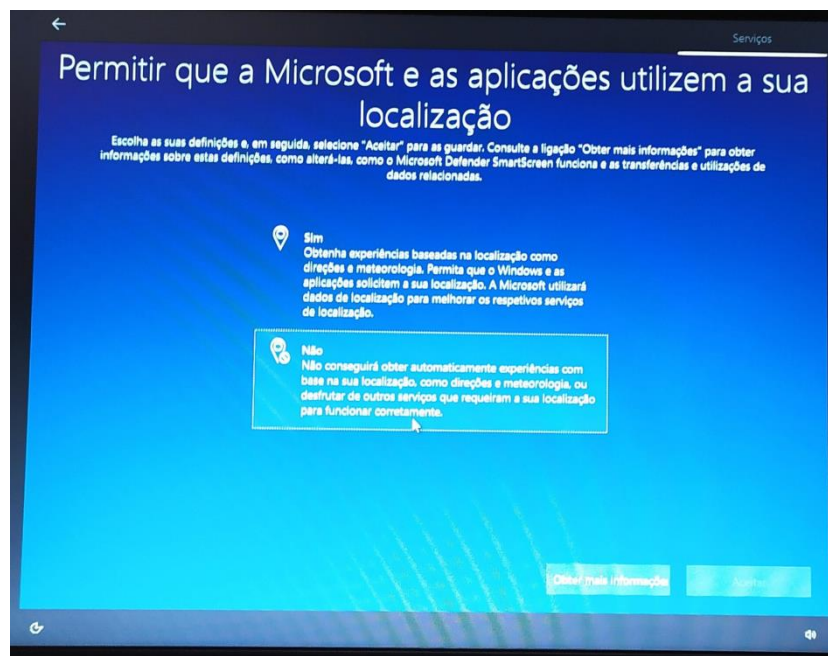 Serviços
Permitir que a Microsoft e as aplicações utilizem a sua
localização
Escolha as suas definições e, em seguida, selecione "Aceitar" para as guardar. Consulte a ligação "Obter mais informações" para obter
informações sobre estas definições, como alterá-las, como o Microsoft Defender SmartScreen funciona e as transferências e utilizações de
dados relacionadas.
Sim
Obtenha experiências baseadas na localização como
direções e meteorologia. Permita que o Windows e as
aplicações solicitem a sua localização. A Microsoft utilizará
dados de localização para melhorar os respetivos serviços
de localização.
Não
Não conseguirá obter automaticamente experiências com
base na sua localização, como direções e meteorologia, ou
desfrutar de outros serviços que requeiram a sua localização
para funcionar corretamente.
Obter mais informações
Aceitar